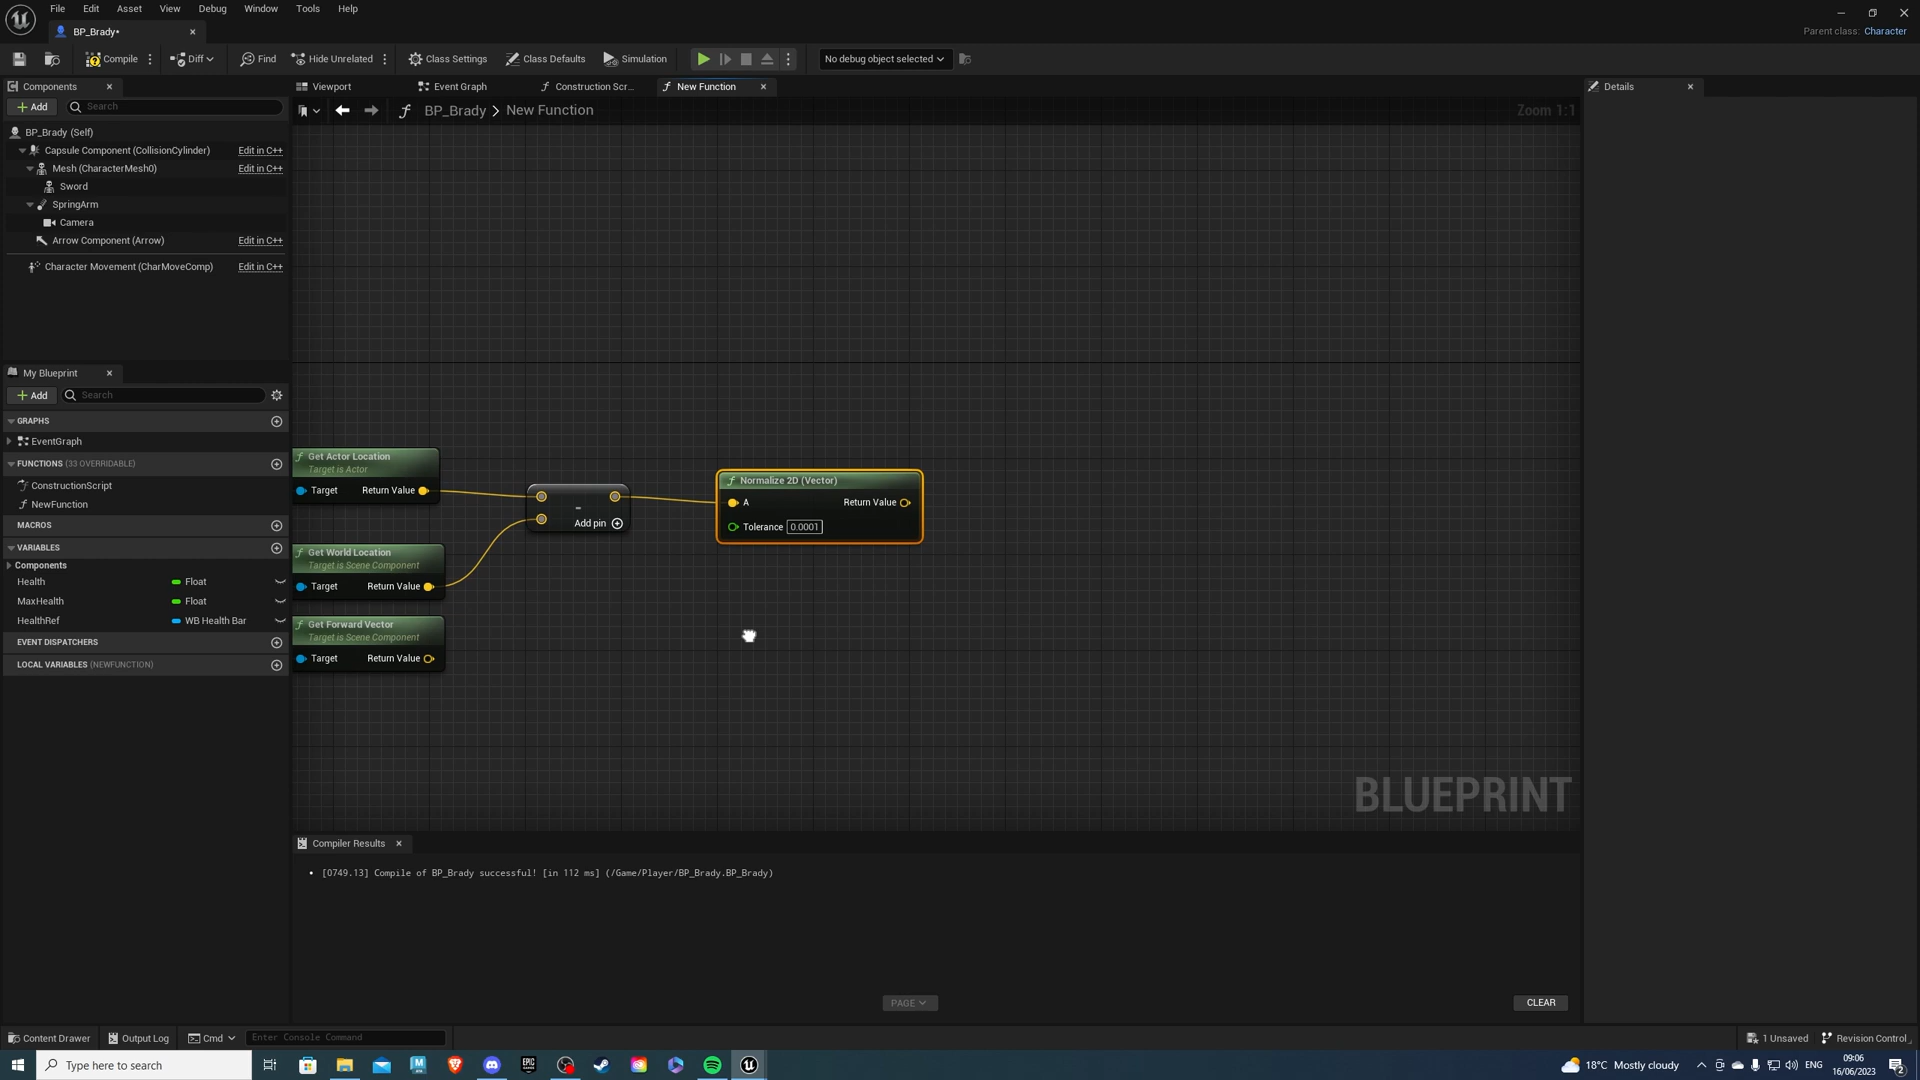 File Edit Asset View Debug Window Tools Help
BP_Brady*
Parent class: Character
Compile Diff Find Hide Unrelated Class Settings Class Defaults Simulation No debug object selected
Components Viewport Event Graph Construction Scr... New Function Details
Add Search BP_Brady > New Function Zoom 1:1
BP_Brady (Self)
Capsule Component (CollisionCylinder) Edit in C++
Mesh (CharacterMesh0) Edit in C++
Sword
SpringArm
Camera
Arrow Component (Arrow) Edit in C++
Character Movement (CharMoveComp) Edit in C++
My Blueprint
Add Search
GRAPHS
EventGraph
FUNCTIONS (33 OVERRIDABLE)
ConstructionScript
NewFunction
MACROS
VARIABLES
Components
Health Float
MaxHealth Float
HealthRef WB Health Bar
EVENT DISPATCHERS
LOCAL VARIABLES (NEWFUNCTION)
Get Actor Location
Target is Actor
Target Return Value
Get World Location
Target is Scene Component
Target Return Value
Get Forward Vector
Target is Scene Component
Target Return Value
-
Add pin
Normalize 2D (Vector)
A Return Value
Tolerance 0.0001
BLUEPRINT
Compiler Results
[0749.13] Compile of BP_Brady successful! [in 112 ms] (/Game/Player/BP_Brady.BP_Brady)
PAGE CLEAR
Content Drawer Output Log Cmd Enter Console Command 1 Unsaved Revision Control
Type here to search 18°C Mostly cloudy ENG 09:06
16/06/2023
2